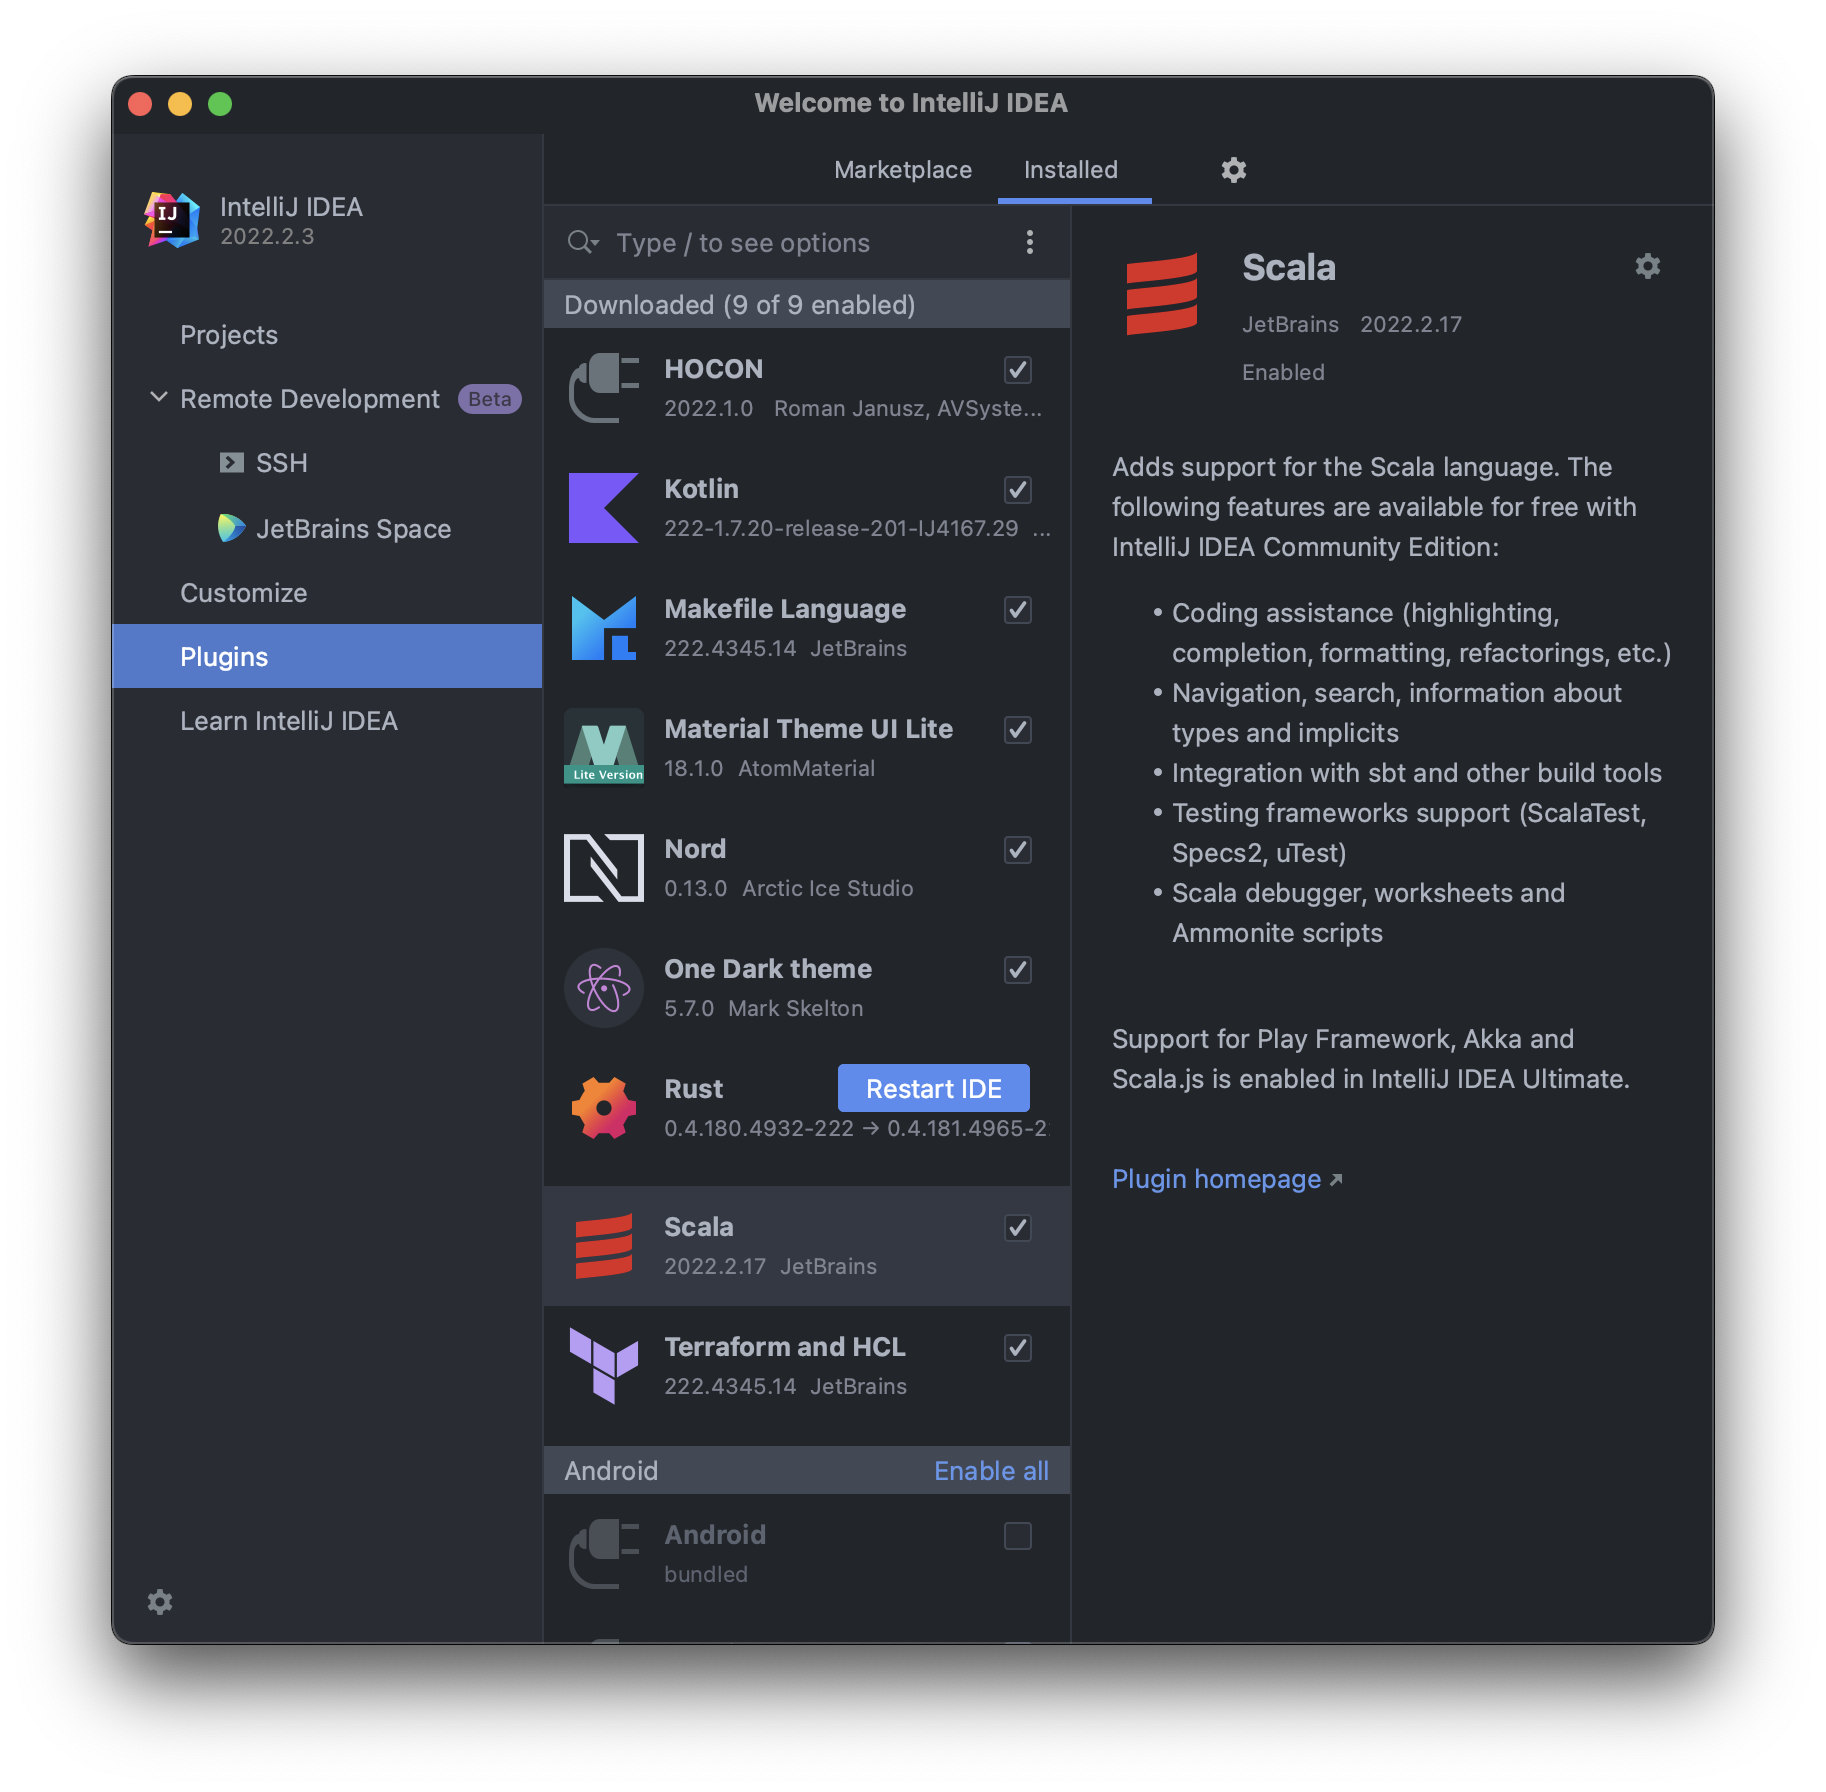 Welcome to IntelliJ IDEA
IntelliJ IDEA
2022.2.3
Projects
Remote Development Beta
SSH
JetBrains Space
Customize
Plugins
Learn IntelliJ IDEA
Marketplace Installed
Type / to see options
Downloaded (9 of 9 enabled)
HOCON
2022.1.0 Roman Janusz, AVSyste...
Kotlin
222-1.7.20-release-201-IJ4167.29 ...
Makefile Language
222.4345.14 JetBrains
Lite Version
Material Theme UI Lite
18.1.0 AtomMaterial
Nord
0.13.0 Arctic Ice Studio
One Dark theme
5.7.0 Mark Skelton
Rust Restart IDE
0.4.180.4932-222 → 0.4.181.4965-2
Scala
2022.2.17 JetBrains
Terraform and HCL
222.4345.14 JetBrains
Android Enable all
Android
bundled
Scala
JetBrains 2022.2.17
Enabled
Adds support for the Scala language. The
following features are available for free with
IntelliJ IDEA Community Edition:
• Coding assistance (highlighting,
completion, formatting, refactorings, etc.)
• Navigation, search, information about
types and implicits
• Integration with sbt and other build tools
• Testing frameworks support (ScalaTest,
Specs2, uTest)
• Scala debugger, worksheets and
Ammonite scripts
Support for Play Framework, Akka and
Scala.js is enabled in IntelliJ IDEA Ultimate.
Plugin homepage ↗